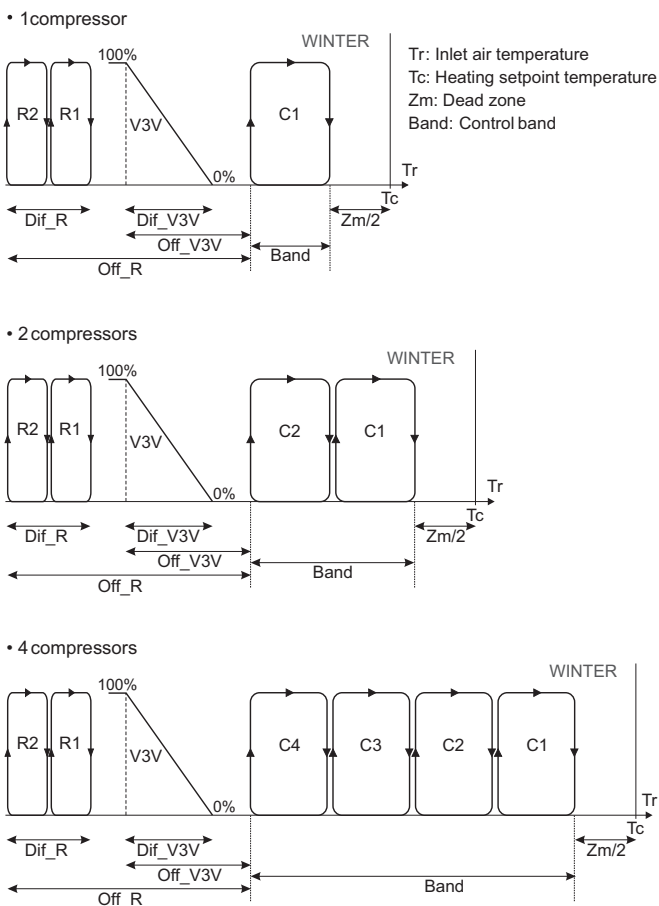 • 1compressor
WINTER
Tr: Inlet air temperature
Tc: Heating setpoint temperature
Zm: Dead zone
Band: Control band
100%
R2 R1 V3V C1
0%
Tr
Tc
Dif_R Dif_V3V Zm/2
Off_V3V Band
Off_R
• 2 compressors
WINTER
100%
R2 R1 V3V C2 C1
0%
Tr
Tc
Dif_R Dif_V3V Zm/2
Off_V3V
Off_R Band
• 4 compressors
WINTER
100%
R2 R1 V3V C4 C3 C2 C1
0%
Tr
Tc
Dif_R Dif_V3V Zm/2
Off_V3V
Off_R Band